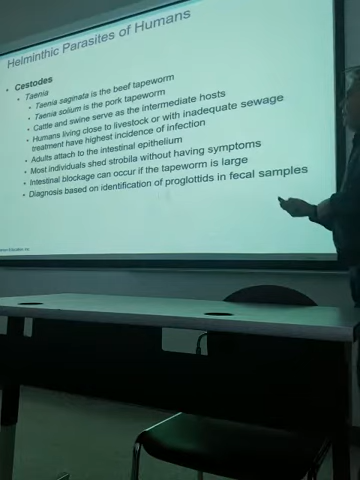 Helminthic Parasites of Humans
• Cestodes
• Taenia
• Taenia saginata is the beef tapeworm
• Taenia solium is the pork tapeworm
• Cattle and swine serve as the intermediate hosts
• Humans living close to livestock or with inadequate sewage
treatment have highest incidence of infection
• Adults attach to the intestinal epithelium
• Most individuals shed strobila without having symptoms
• Intestinal blockage can occur if the tapeworm is large
• Diagnosis based on identification of proglottids in fecal samples
Education Inc